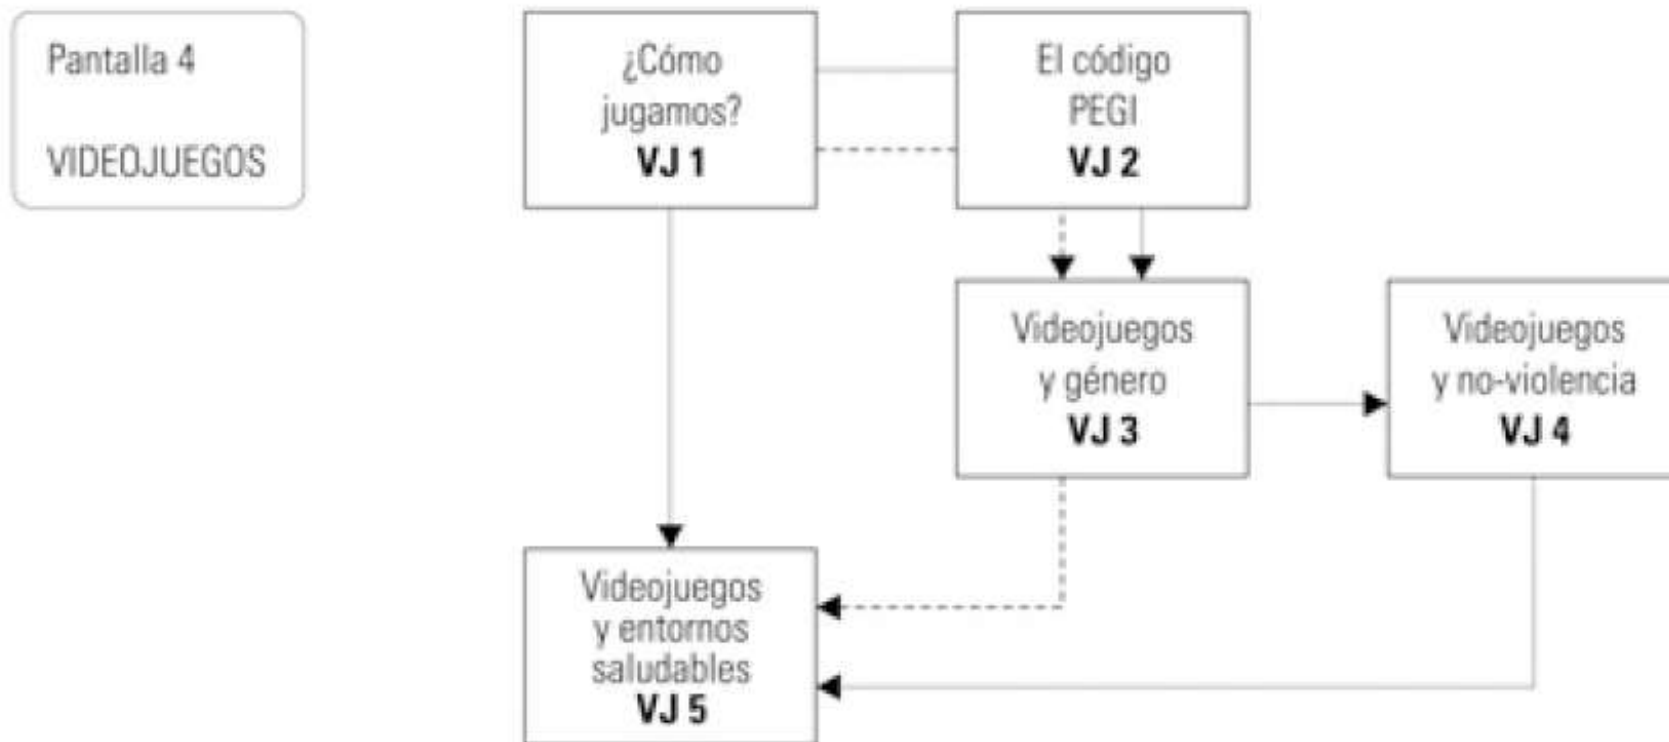 Pantalla 4
VIDEOJUEGOS
¿Cómo
jugamos?
VJ 1
El código
PEGI
VJ 2
Videojuegos
y género
VJ 3
Videojuegos
y no-violencia
VJ 4
Videojuegos
y entornos
saludables
VJ 5